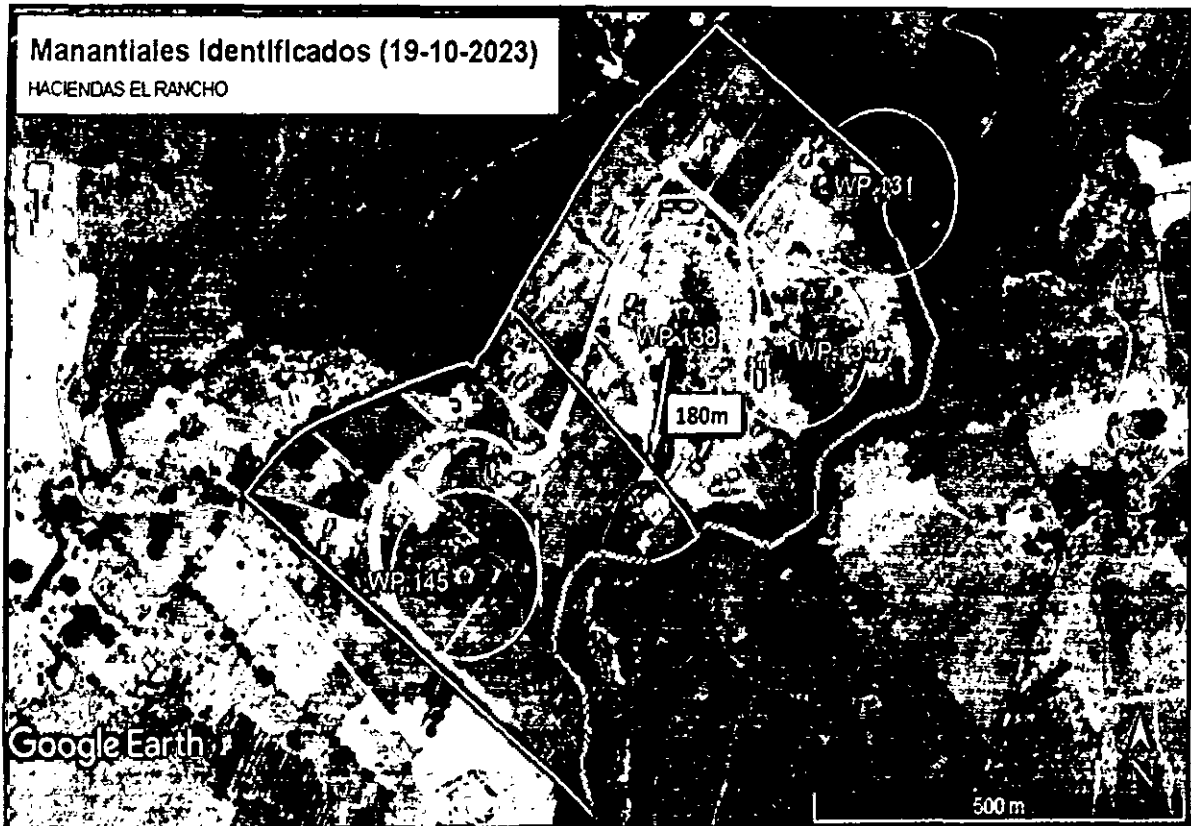 Manantiales Identificados (19-10-2023)
HACIENDAS EL RANCHO
WP-131
WP-138
WP-134
180m
WP-145
Google Earth
N
500 m